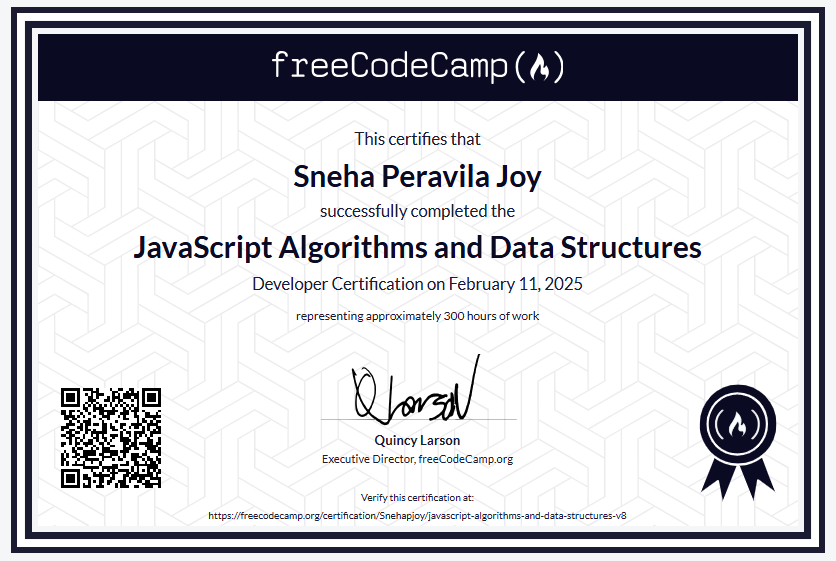 freeCodeCamp
This certifies that
Sneha Peravila Joy
successfully completed the
JavaScript Algorithms and Data Structures
Developer Certification on February 11, 2025
representing approximately 300 hours of work
QLarson
Quincy Larson
Executive Director, freeCodeCamp.org
Verify this certification at:
https://freecodecamp.org/certification/Snehapjoy/javascript-algorithms-and-data-structures-v8